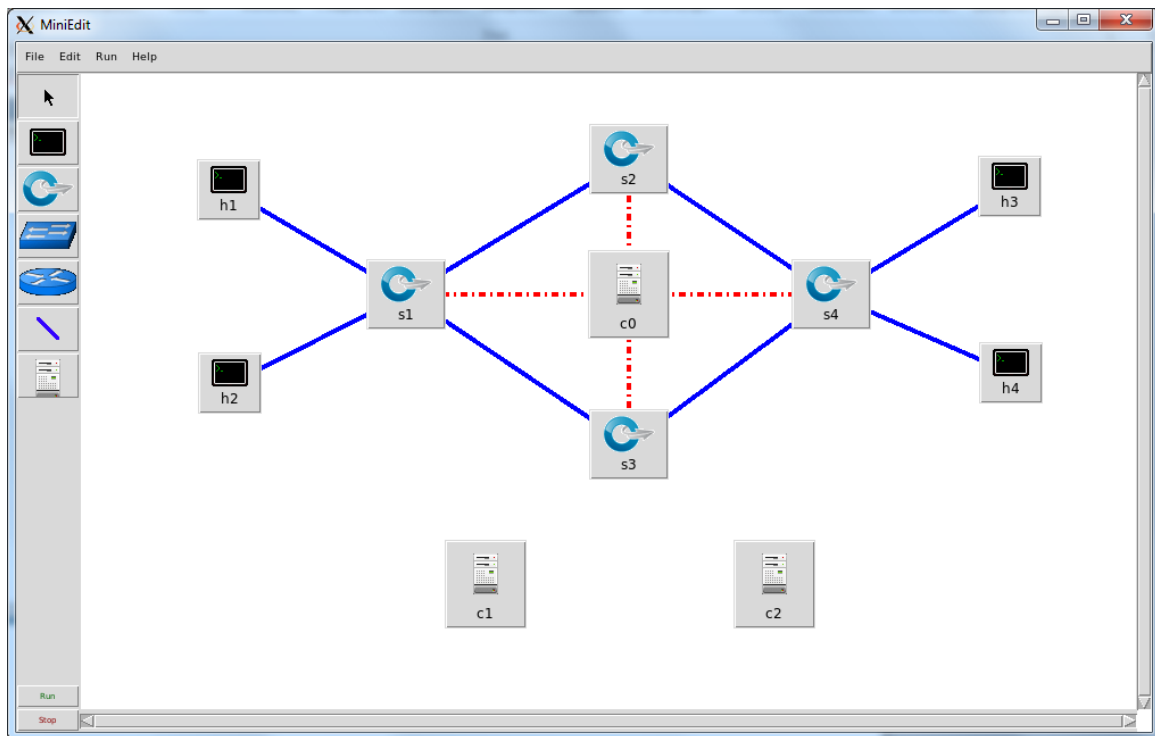 MiniEdit
File Edit Run Help
s2
h1
h3
s1
c0
s4
h2
h4
s3
c1
c2
Run
Stop